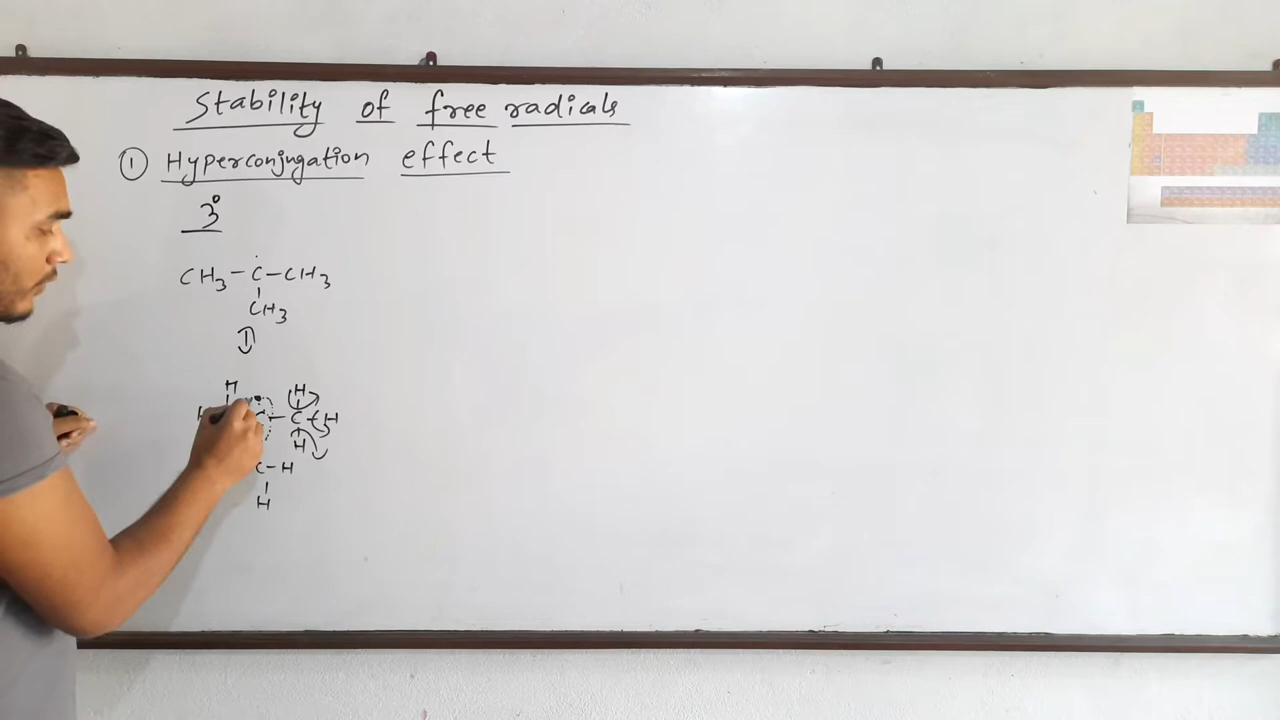 Stability of free radicals
① Hyperconjugation effect
3°
CH3 – Ċ – CH3
|
CH3
H H
H C – C – H
H
C – H
|
H